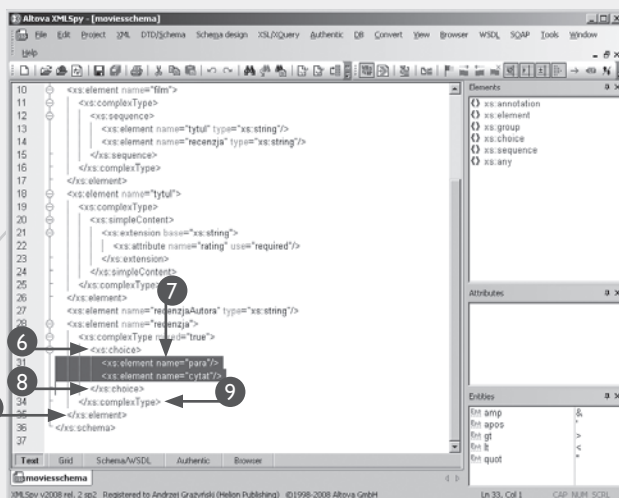 Altova XMLSpy - [moviesschema]
File Edit Project XML DTD/Schema Schema design XSL/XQuery Authentic DB Convert View Browser WSDL SOAP Tools Window
Help
10 <xs:element name="film">
11 <xs:complexType>
12 <xs:sequence>
13 <xs:element name="tytul" type="xs:string"/>
14 <xs:element name="recenzja" type="xs:string"/>
15 </xs:sequence>
16 </xs:complexType>
17 </xs:element>
18 <xs:element name="tytul">
19 <xs:complexType>
20 <xs:simpleContent>
21 <xs:extension base="xs:string">
22 <xs:attribute name="rating" use="required"/>
23 </xs:extension>
24 </xs:simpleContent>
25 </xs:complexType>
26 </xs:element>
27 <xs:element name="recenzjaAutora" type="xs:string"/>
28 <xs:element name="recenzja">
<xs:complexType mixed="true">
<xs:choice>
31 <xs:element name="para"/>
<xs:element name="cytat"/>
</xs:choice>
34 </xs:complexType>
35 </xs:element>
36 </xs:schema>
37
6
7
8
9
Text Grid Schema/WSDL Authentic Browser
moviesschema
Elements
xs:annotation
xs:element
xs:group
xs:choice
xs:sequence
xs:any
Attributes
Entities
Ent amp &
Ent apos '
Ent gt >
Ent lt <
Ent quot "
XMLSpy v2008 rel. 2 sp2 Registered to Andrzej Grażyński (Helion Publishing) ©1998-2008 Altova GmbH Ln 33, Col 1 CAP NUM SCRL